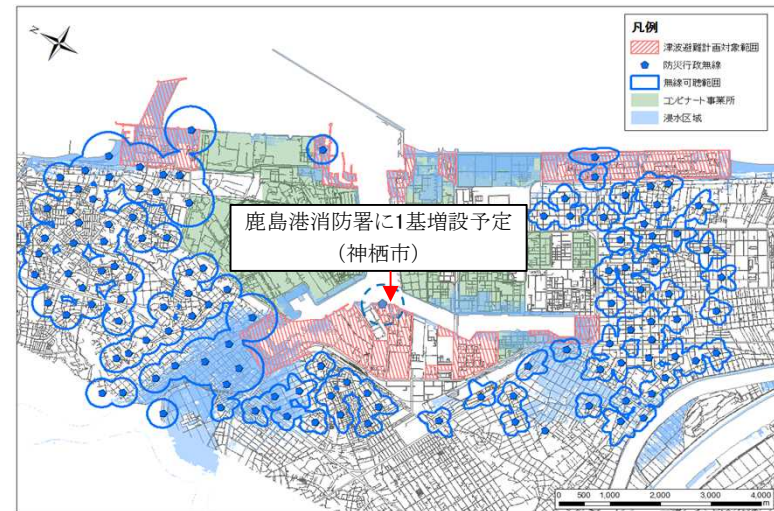 N
凡例
津波避難計画対象範囲
防災行政無線
無線可聴範囲
コンビナート事業所
浸水区域
鹿島港消防署に1基増設予定
（神栖市）
0 500 1,000 2,000 3,000 4,000
m